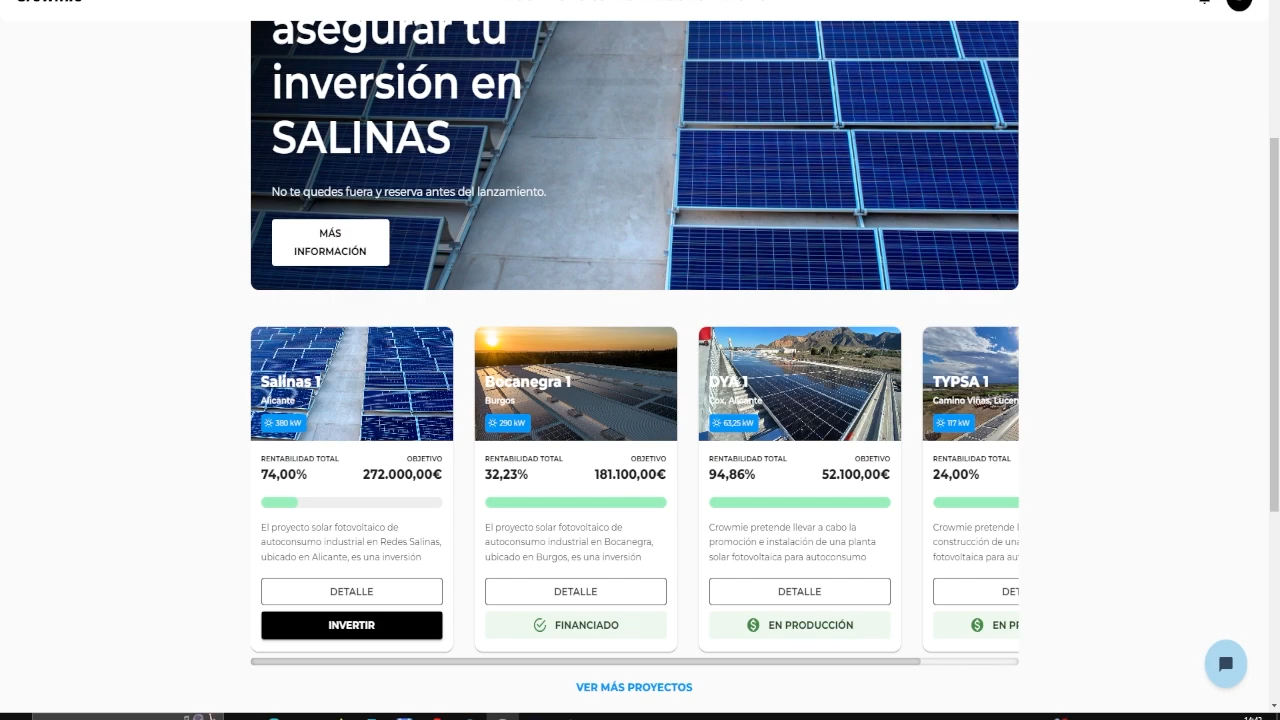 asegurar tu
inversión en
SALINAS
No te quedes fuera y reserva antes del lanzamiento.
MÁS
INFORMACIÓN
Salinas 1
Alicante
380 kW
RENTABILIDAD TOTAL OBJETIVO
74,00% 272.000,00€
El proyecto solar fotovoltaico de
autoconsumo industrial en Redes Salinas,
ubicado en Alicante, es una inversión
DETALLE
INVERTIR
Bocanegra 1
Burgos
290 kW
RENTABILIDAD TOTAL OBJETIVO
32,23% 181.100,00€
El proyecto solar fotovoltaico de
autoconsumo industrial en Bocanegra,
ubicado en Burgos, es una inversión
DETALLE
FINANCIADO
OYA 1
Cox, Alicante
63,25 kW
RENTABILIDAD TOTAL OBJETIVO
94,86% 52.100,00€
Crowmie pretende llevar a cabo la
promoción e instalación de una planta
solar fotovoltaica para autoconsumo
DETALLE
EN PRODUCCIÓN
TYPSA 1
Camino Viñas, Lucen
117 kW
RENTABILIDAD TOTAL
24,00%
Crowmie pretende l
construcción de una
fotovoltaica para au
DET
EN PR
VER MÁS PROYECTOS